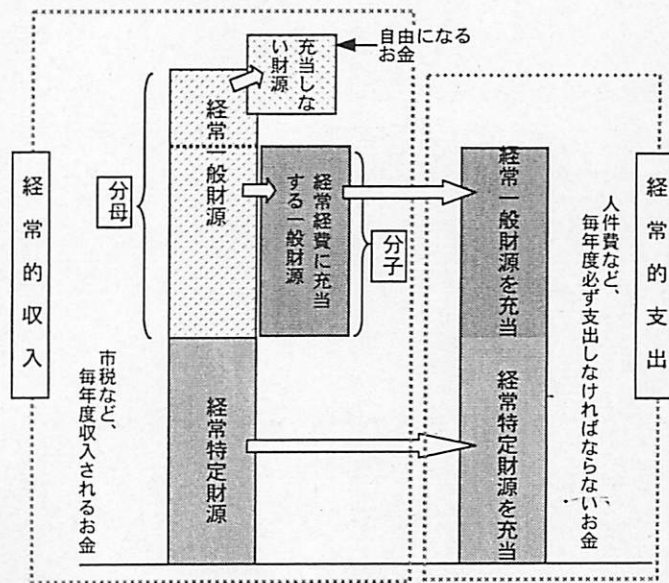 自由になる
お金
充当しな
い財源
経常一般財源
経常経費に充当
する一般財源
分母
分子
経常的収入
市税など、
毎年度収入されるお金
経常特定財源
経常一般財源を充当
経常特定財源を充当
人件費など、
毎年度必ず支出しなければならないお金
経常的支出